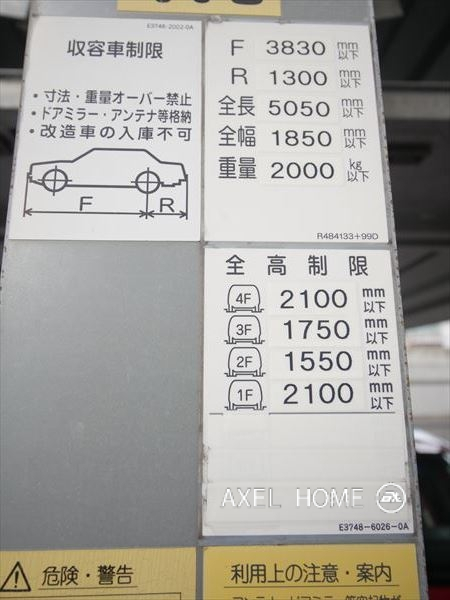 E3748-2002-0A
収容車制限
・寸法・重量オーバー禁止
・ドアミラー・アンテナ等格納
・改造車の入庫不可
F R
F 3830 mm以下
R 1300 mm以下
全長 5050 mm以下
全幅 1850 mm以下
重量 2000 kg以下
R484133+99D
全高制限
4F 2100 mm以下
3F 1750 mm以下
2F 1550 mm以下
1F 2100 mm以下
AXEL HOME
E3748-6026-0A
危険・警告
利用上の注意・案内